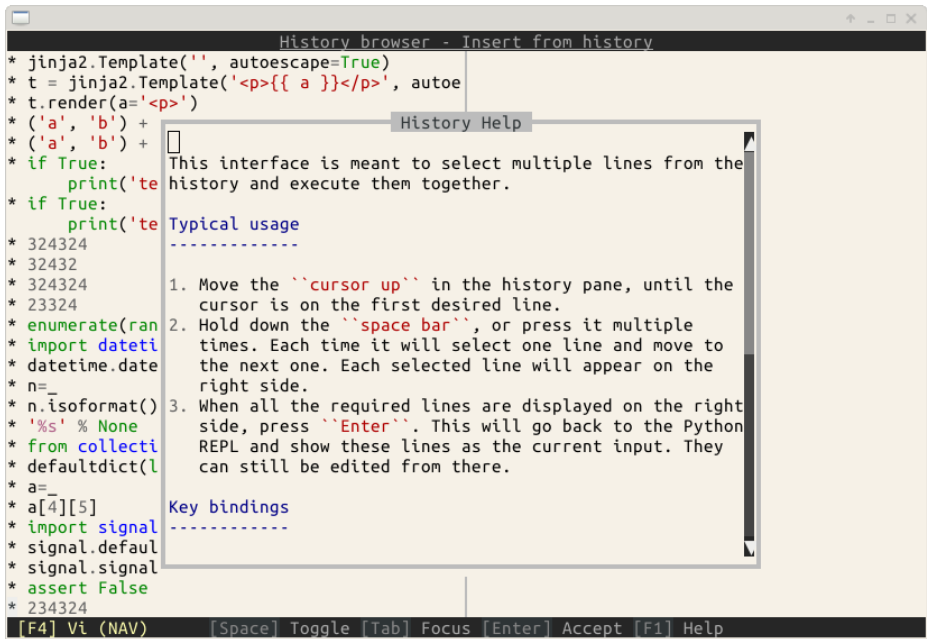 History browser - Insert from history
* jinja2.Template('', autoescape=True)
* t = jinja2.Template('<p>{{ a }}</p>', autoe
* t.render(a='<p>')
* ('a', 'b') +
* ('a', 'b') +
* if True:
print('te
* if True:
print('te
* 324324
* 32432
* 324324
* 23324
* enumerate(ran
* import dateti
* datetime.date
* n=_
* n.isoformat()
* '%s' % None
* from collecti
* defaultdict(l
* a=_
* a[4][5]
* import signal
* signal.defaul
* signal.signal
* assert False
* 234324
History Help
This interface is meant to select multiple lines from the
history and execute them together.
Typical usage
-------------
1. Move the ``cursor up`` in the history pane, until the
cursor is on the first desired line.
2. Hold down the ``space bar``, or press it multiple
times. Each time it will select one line and move to
the next one. Each selected line will appear on the
right side.
3. When all the required lines are displayed on the right
side, press ``Enter``. This will go back to the Python
REPL and show these lines as the current input. They
can still be edited from there.
Key bindings
------------
[F4] Vi (NAV) [Space] Toggle [Tab] Focus [Enter] Accept [F1] Help